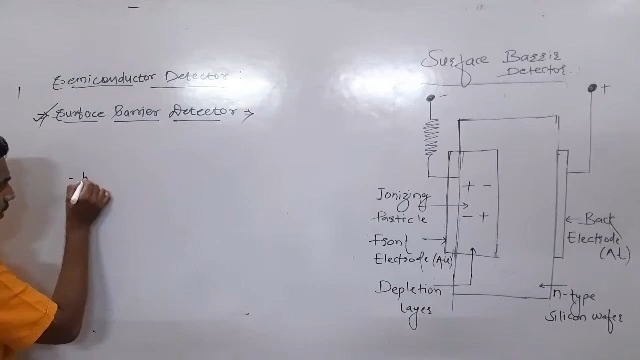 Semiconductor Detector :
* Surface Barrier Detector →
- h
Surface Barrier
Detector
-
+
+ -
- +
Ionizing
Particle
Front
Electrode (Au)
Depletion
Layer
Back
Electrode
(Al)
n-type
Silicon wafer